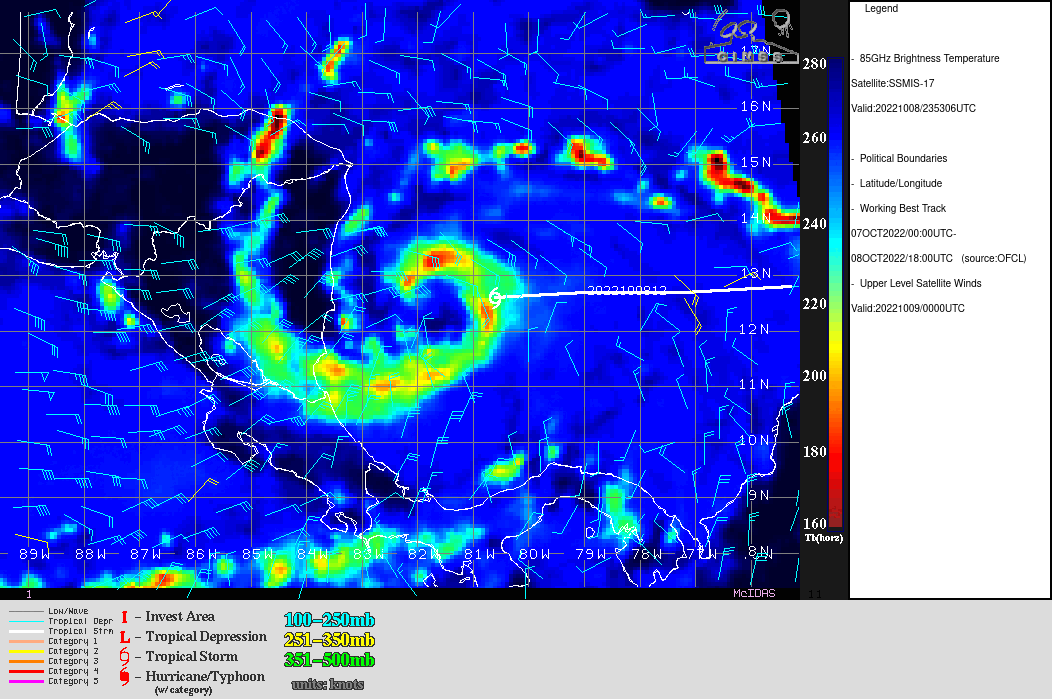 Legend
- 85GHz Brightness Temperature
Satellite:SSMIS-17
Valid:20221008/235306UTC
- Political Boundaries
- Latitude/Longitude
- Working Best Track
07OCT2022/00:00UTC-
08OCT2022/18:00UTC (source:OFCL)
- Upper Level Satellite Winds
Valid:20221009/0000UTC
CIMSS
17N
16N
15N
14N
13N
12N
11N
10N
9N
8N
89W 88W 87W 86W 85W 84W 83W 82W 81W 80W 79W 78W 77W
280
260
240
220
200
180
160
Tb(horz)
1
McIDAS
11
Low/Wave
Tropical Depr
Tropical Strm
Category 1
Category 2
Category 3
Category 4
Category 5
I - Invest Area
L - Tropical Depression
- Tropical Storm
- Hurricane/Typhoon
(w/ category)
100-250mb
251-350mb
351-500mb
units: knots